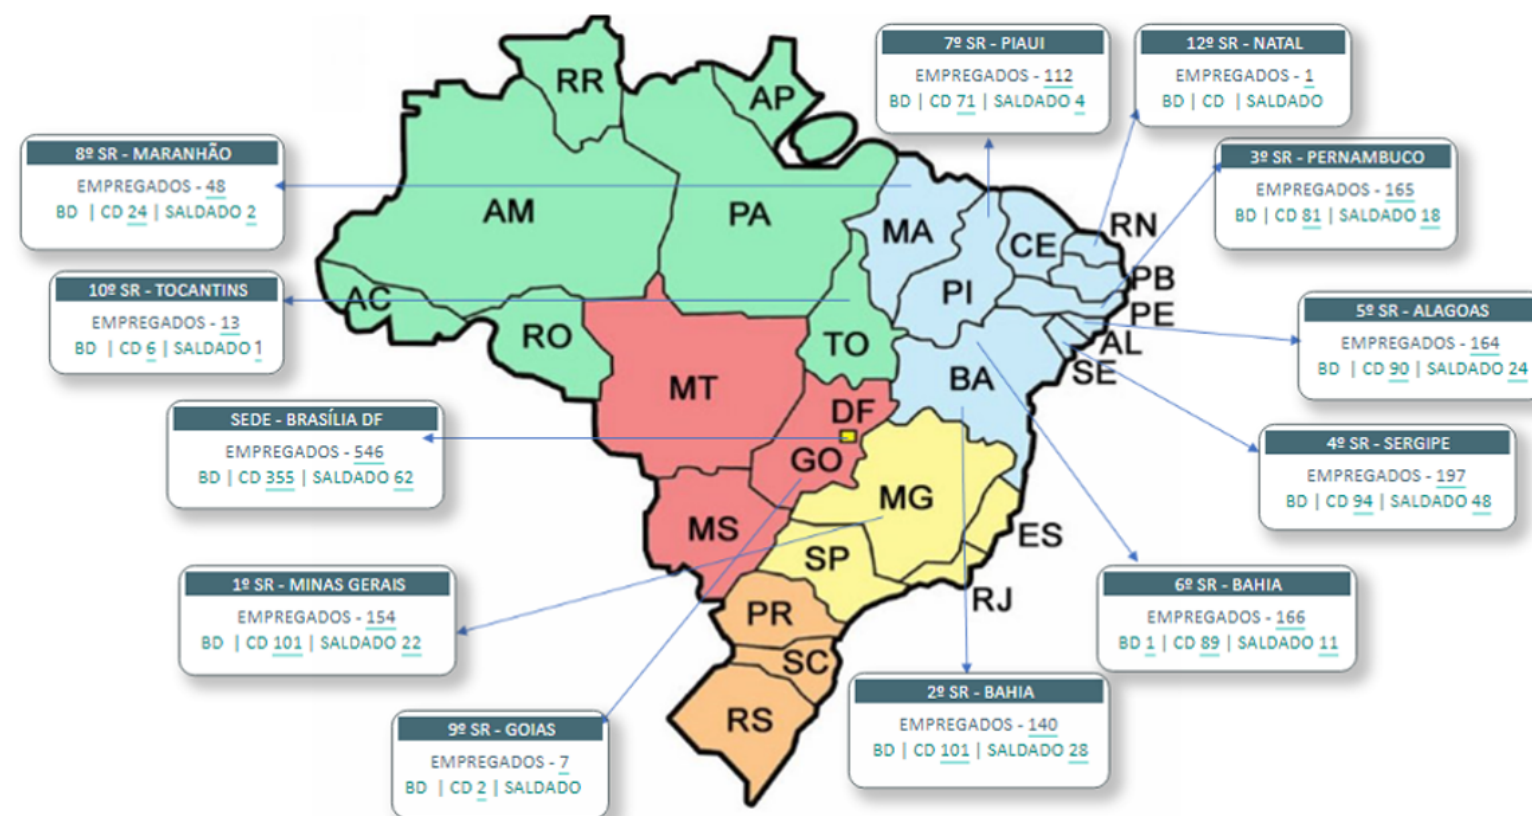 7º SR - PIAUI
EMPREGADOS - 112
BD | CD 71 | SALDADO 4
12º SR - NATAL
EMPREGADOS - 1
BD | CD | SALDADO
8º SR - MARANHÃO
EMPREGADOS - 48
BD | CD 24 | SALDADO 2
3º SR - PERNAMBUCO
EMPREGADOS - 165
BD | CD 81 | SALDADO 18
10º SR - TOCANTINS
EMPREGADOS - 13
BD | CD 6 | SALDADO 1
5º SR - ALAGOAS
EMPREGADOS - 164
BD | CD 90 | SALDADO 24
SEDE - BRASÍLIA DF
EMPREGADOS - 546
BD | CD 355 | SALDADO 62
4º SR - SERGIPE
EMPREGADOS - 197
BD | CD 94 | SALDADO 48
1º SR - MINAS GERAIS
EMPREGADOS - 154
BD | CD 101 | SALDADO 22
6º SR - BAHIA
EMPREGADOS - 166
BD 1 | CD 89 | SALDADO 11
9º SR - GOIAS
EMPREGADOS - 7
BD | CD 2 | SALDADO
2º SR - BAHIA
EMPREGADOS - 140
BD | CD 101 | SALDADO 28
RR
AP
AM
PA
MA
CE
RN
PB
PI
PE
AC
RO
TO
AL
SE
MT
BA
DF
GO
MG
MS
SP
ES
RJ
PR
SC
RS